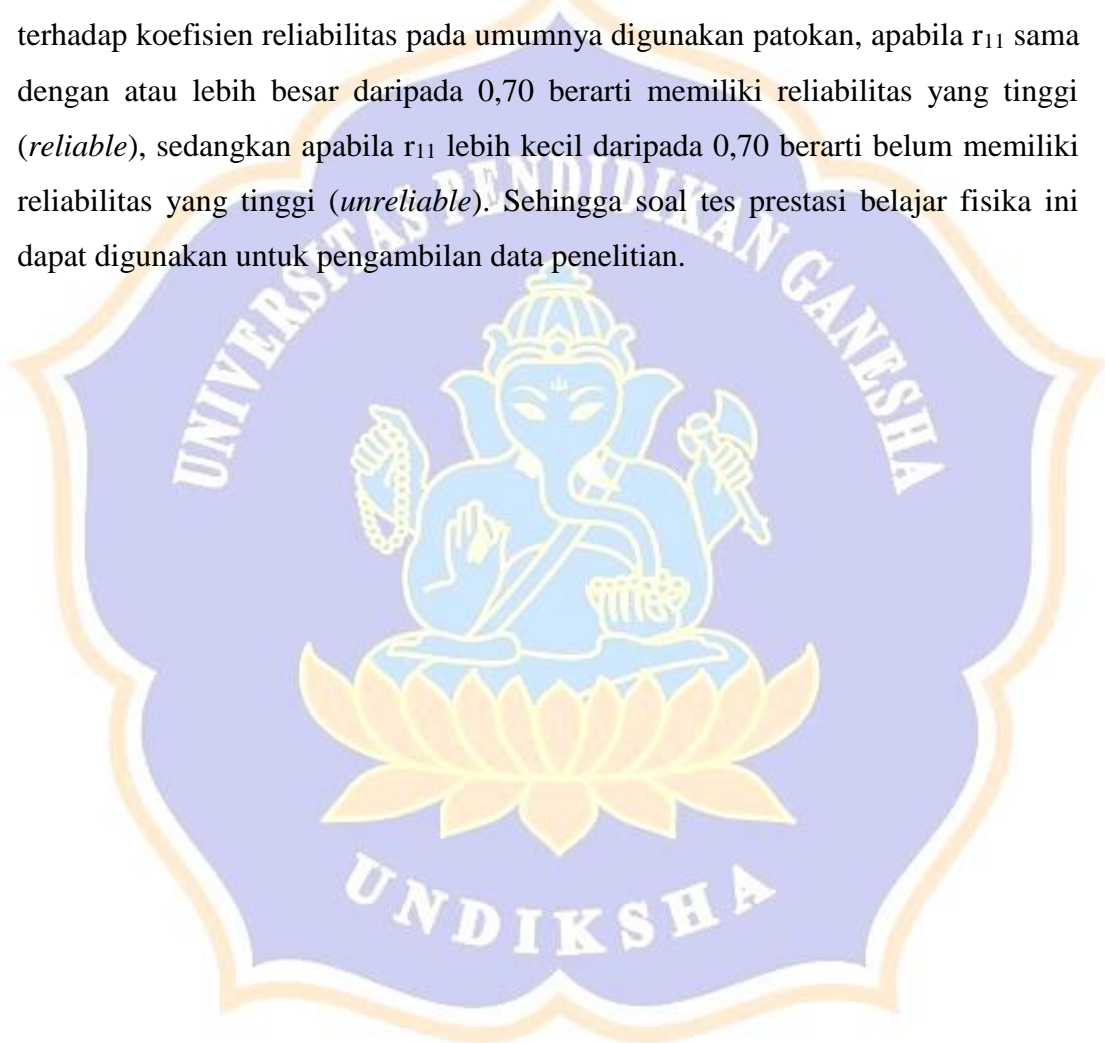 terhadap koefisien reliabilitas pada umumnya digunakan patokan, apabila r₁₁ sama
dengan atau lebih besar daripada 0,70 berarti memiliki reliabilitas yang tinggi
(reliable), sedangkan apabila r₁₁ lebih kecil daripada 0,70 berarti belum memiliki
reliabilitas yang tinggi (unreliable). Sehingga soal tes prestasi belajar fisika ini
dapat digunakan untuk pengambilan data penelitian.
UNIVERSITAS PENDIDIKAN GANESHA
UNDIKSHA